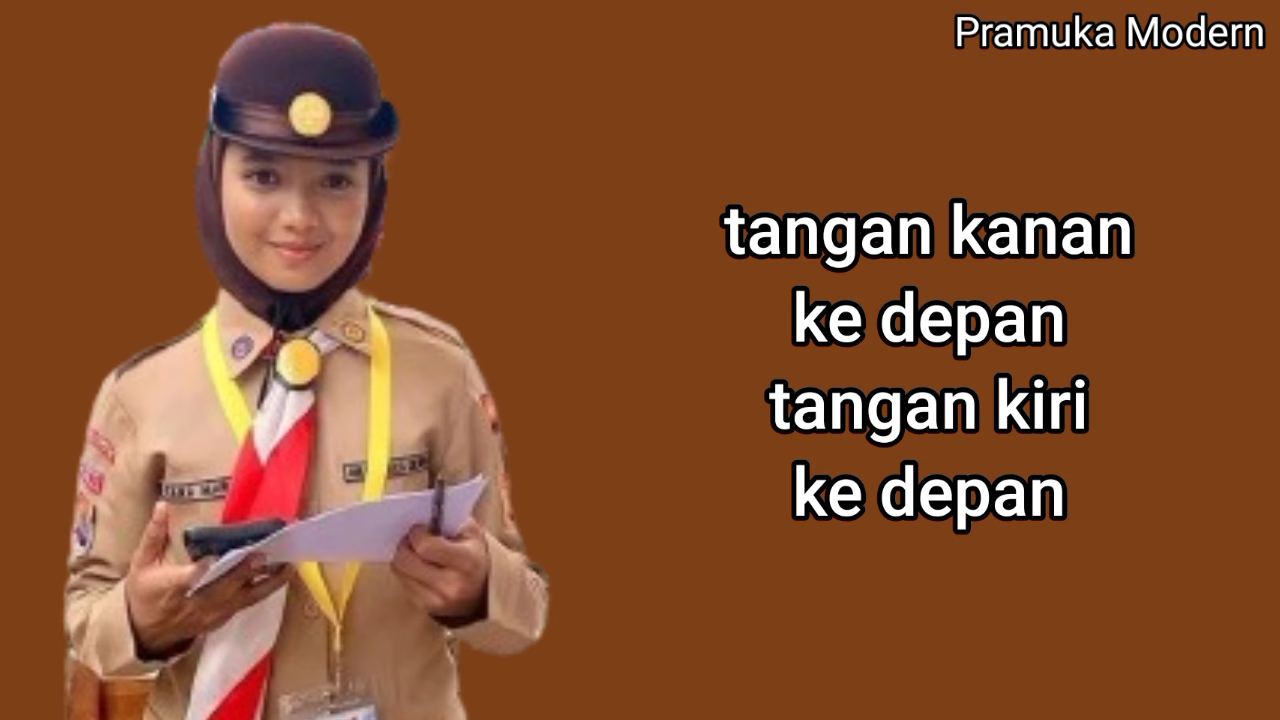 Pramuka Modern
tangan kanan
ke depan
tangan kiri
ke depan